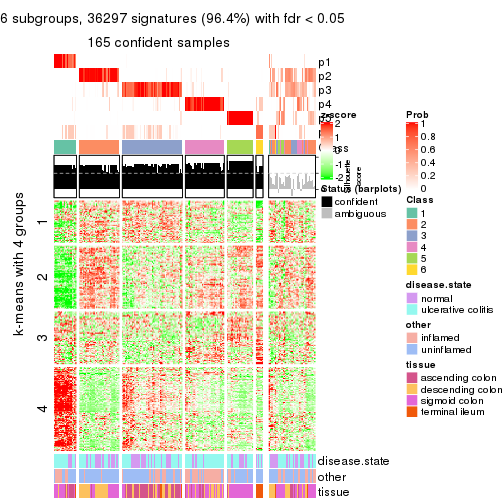 6 subgroups, 36297 signatures (96.4%) with fdr < 0.05
165 confident samples
p1
p2
p3
p4
z-score
2
1
-1
-2
Prob
1
0.8
0.6
0.4
0.2
0
silhouette
score
Status (barplots)
confident
ambiguous
Class
1
2
3
4
5
6
disease.state
normal
ulcerative colitis
other
inflamed
uninflamed
tissue
ascending colon
descending colon
sigmoid colon
terminal ileum
k-means with 4 groups
1
2
3
4
disease.state
other
tissue